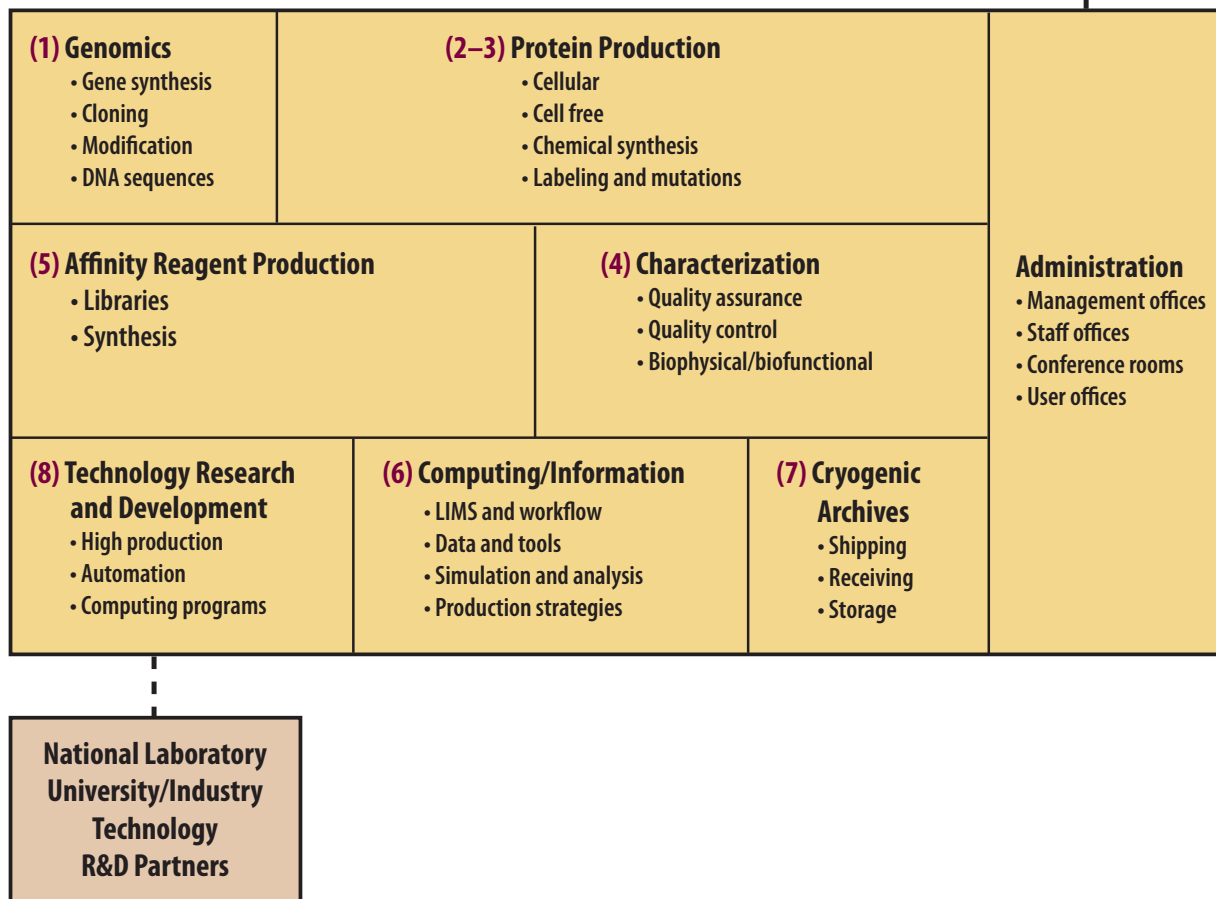 (1) Genomics
• Gene synthesis
• Cloning
• Modification
• DNA sequences
(2–3) Protein Production
• Cellular
• Cell free
• Chemical synthesis
• Labeling and mutations
(5) Affinity Reagent Production
• Libraries
• Synthesis
(4) Characterization
• Quality assurance
• Quality control
• Biophysical/biofunctional
Administration
• Management offices
• Staff offices
• Conference rooms
• User offices
(8) Technology Research
and Development
• High production
• Automation
• Computing programs
(6) Computing/Information
• LIMS and workflow
• Data and tools
• Simulation and analysis
• Production strategies
(7) Cryogenic
Archives
• Shipping
• Receiving
• Storage
National Laboratory
University/Industry
Technology
R&D Partners